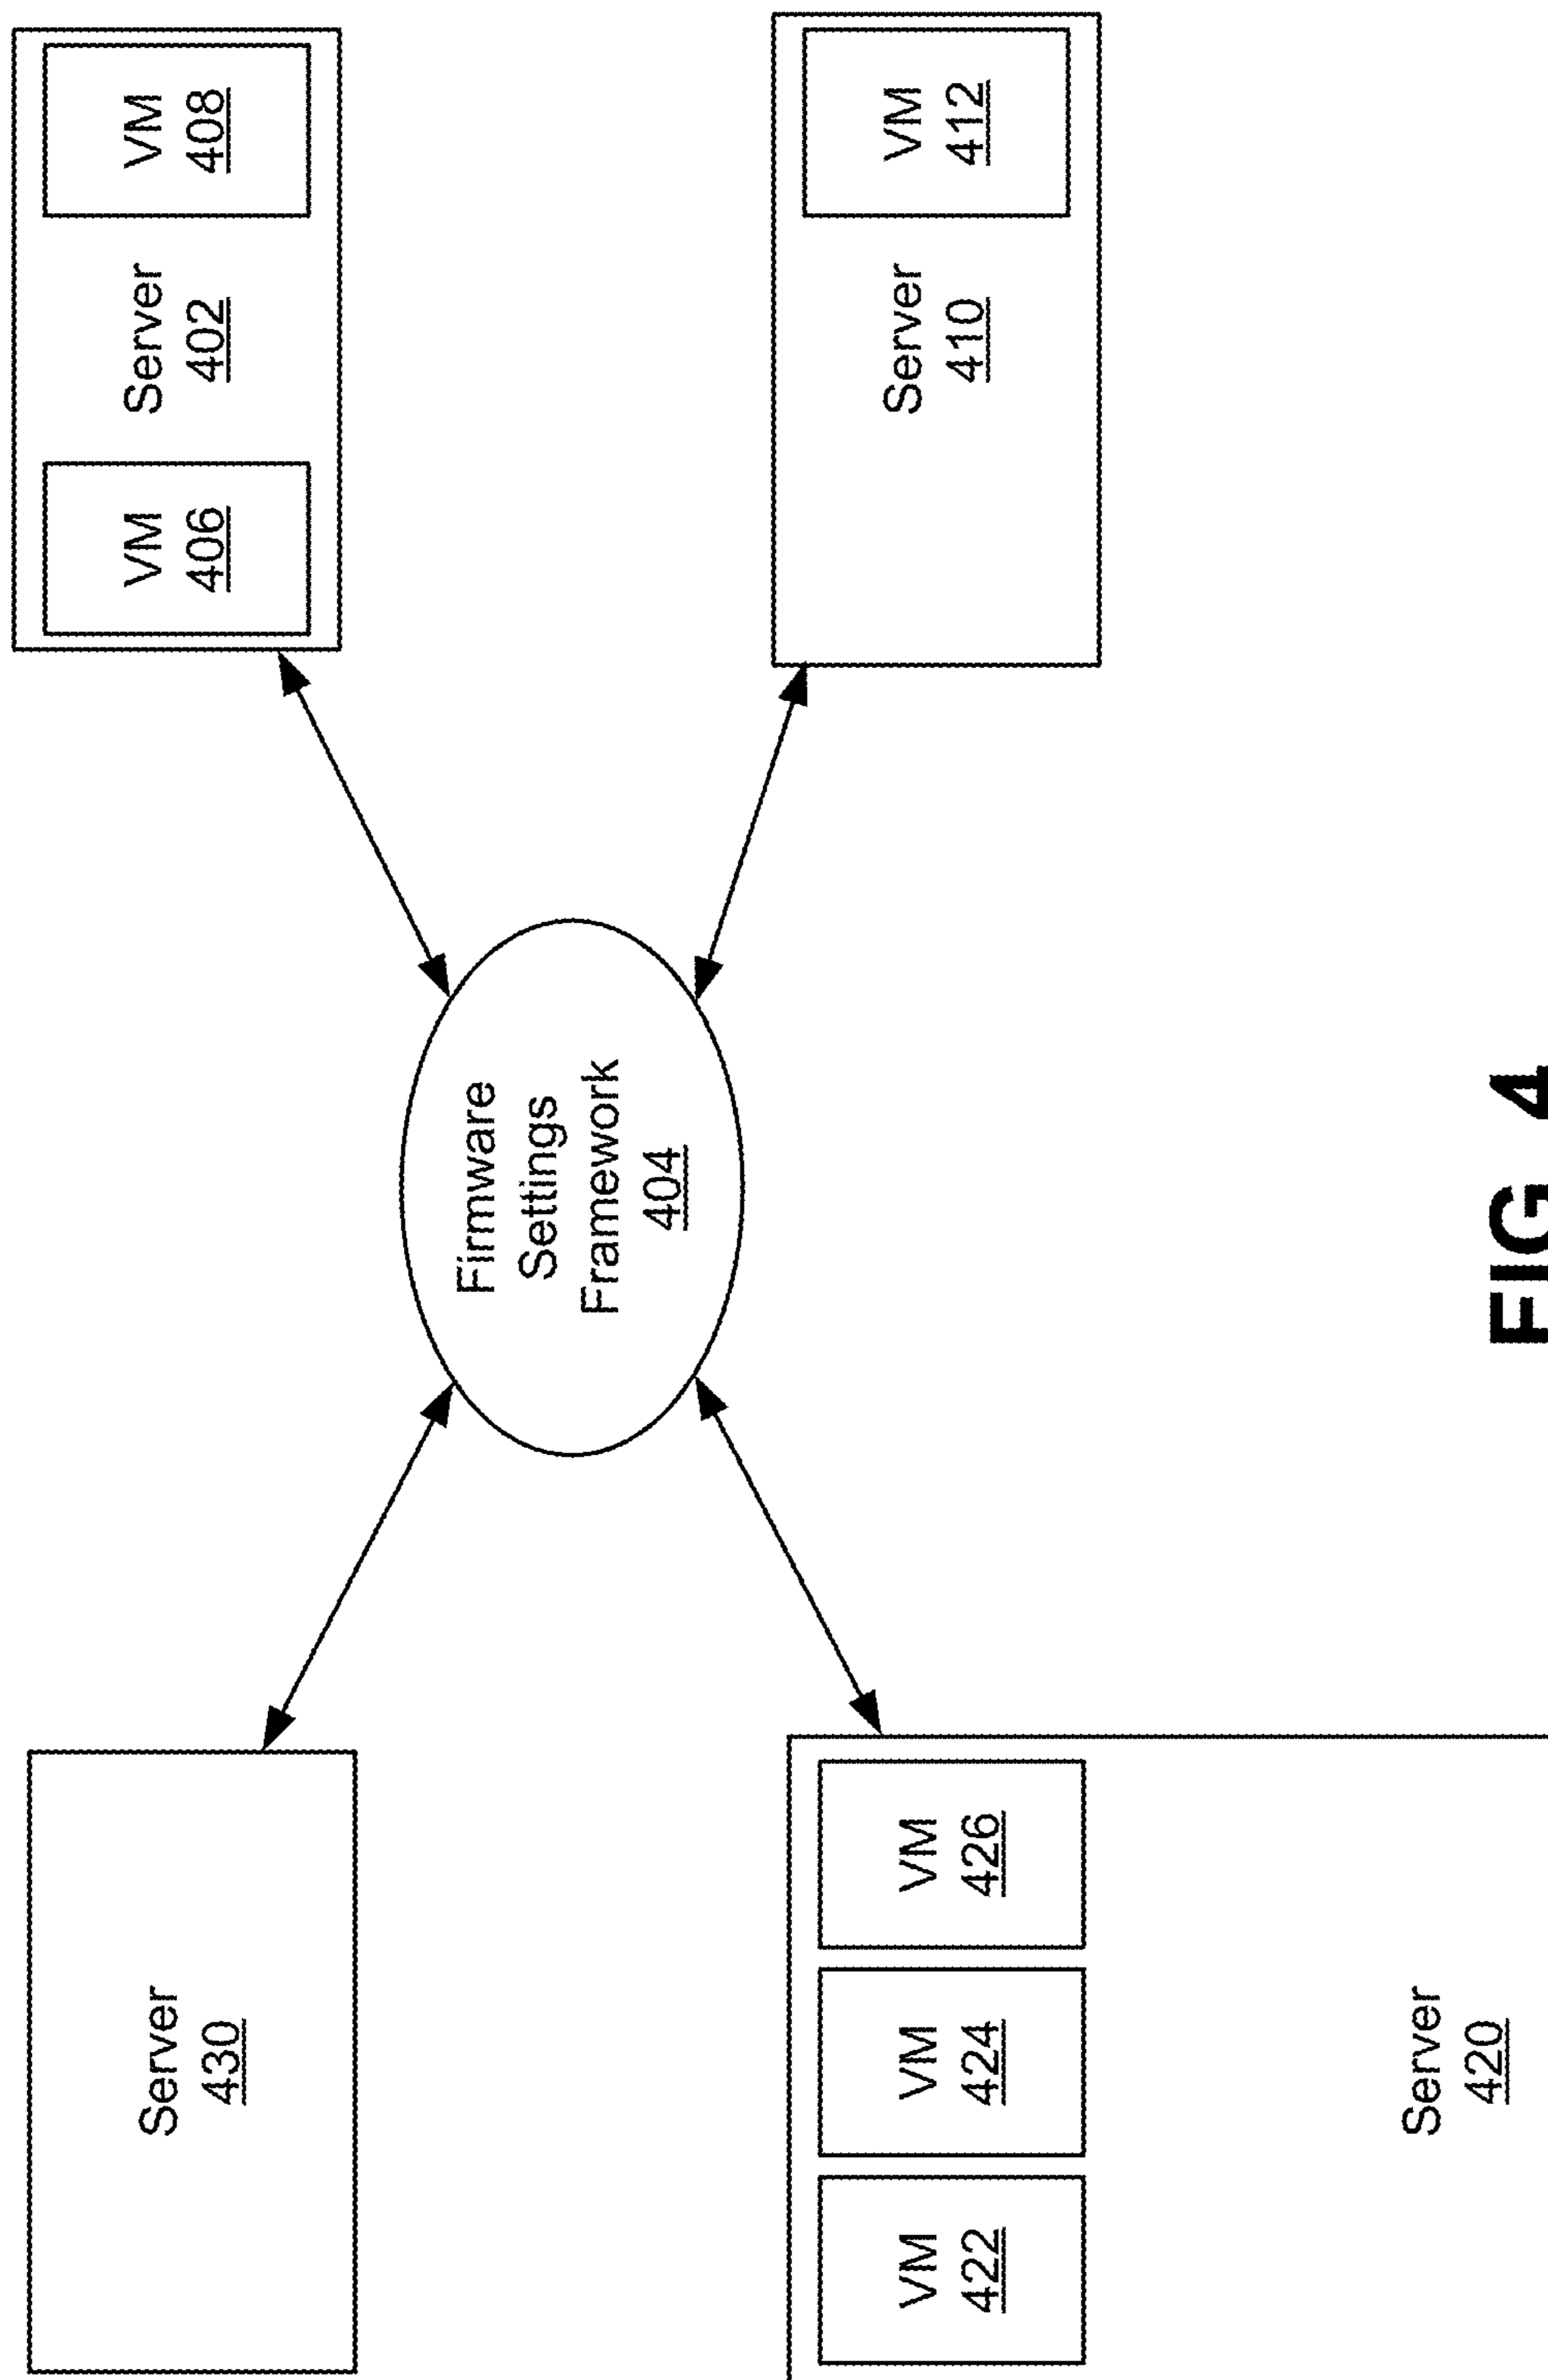 Server
430
VM
406
Server
402
VM
408
Firmware
Settings
Framework
404
VM
422
VM
424
VM
426
Server
420
VM
412
Server
410
FIG. 4